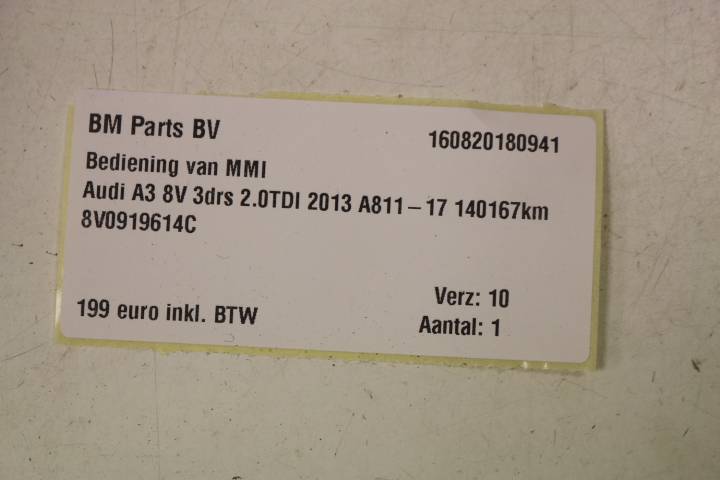 BM Parts BV
160820180941
Bediening van MMI
Audi A3 8V 3drs 2.0TDI 2013 A811–17 140167km
8V0919614C
Verz: 10
199 euro inkl. BTW
Aantal: 1